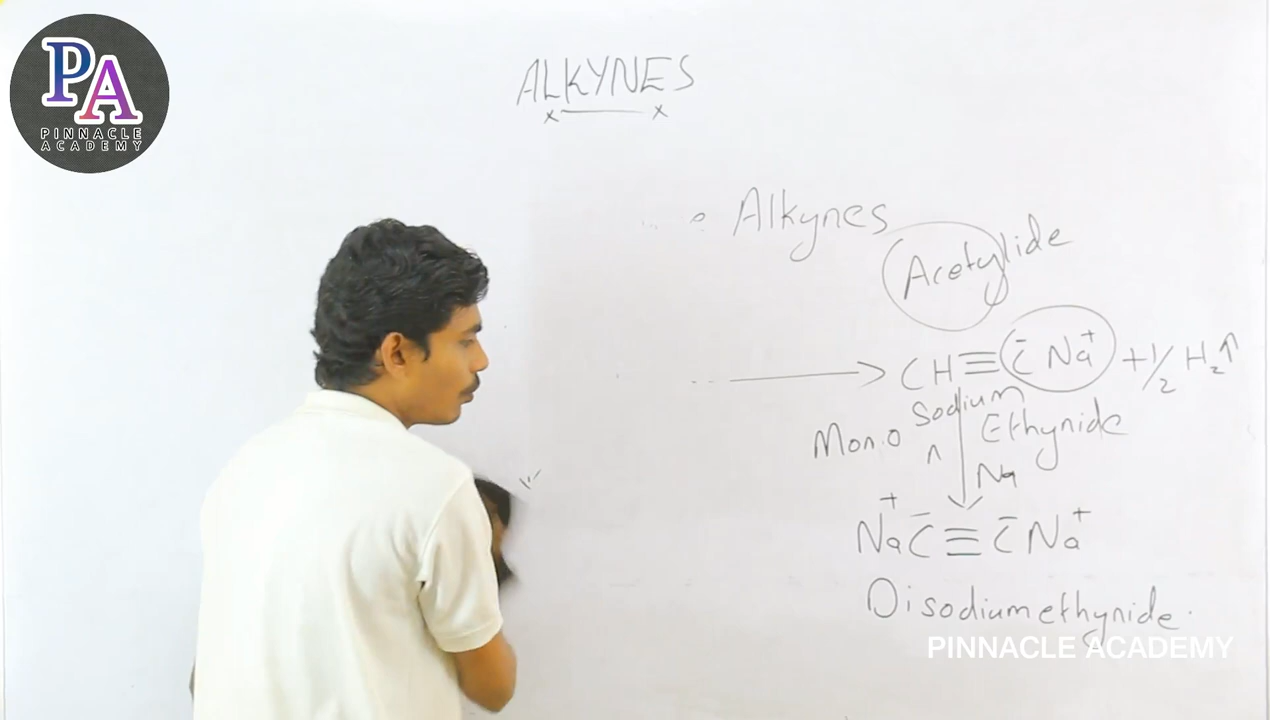 PA
PINNACLE
ACADEMY
ALKYNES
Alkynes
Acetylide
CH≡C̄ Na⁺ + 1/2 H₂↑
Mono Sodium Ethynide
Na
Na⁺C̄≡C̄Na⁺
Disodiumethynide.
PINNACLE ACADEMY